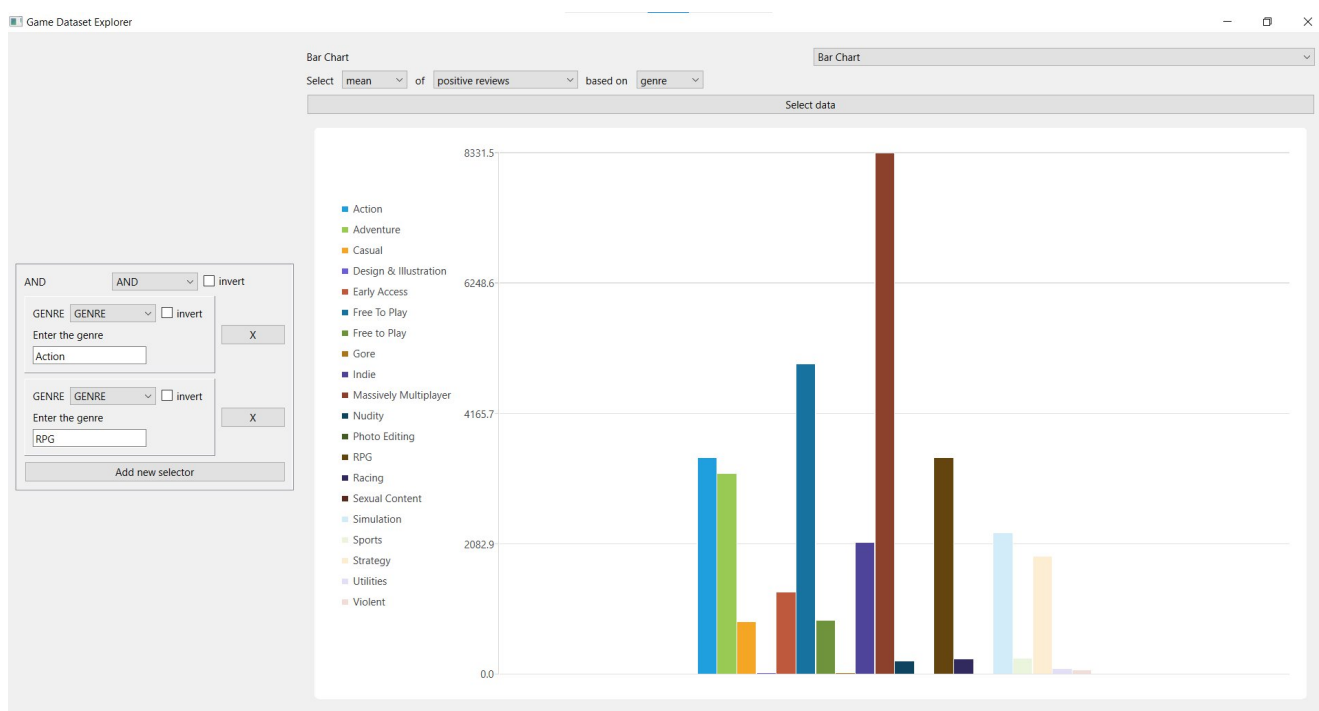 Game Dataset Explorer
Bar Chart
Bar Chart
Select mean of positive reviews based on genre
Select data
AND AND invert
GENRE GENRE invert
Enter the genre
X
Action
GENRE GENRE invert
Enter the genre
X
RPG
Add new selector
8331.5
6248.6
4165.7
2082.9
0.0
Action
Adventure
Casual
Design & Illustration
Early Access
Free To Play
Free to Play
Gore
Indie
Massively Multiplayer
Nudity
Photo Editing
RPG
Racing
Sexual Content
Simulation
Sports
Strategy
Utilities
Violent